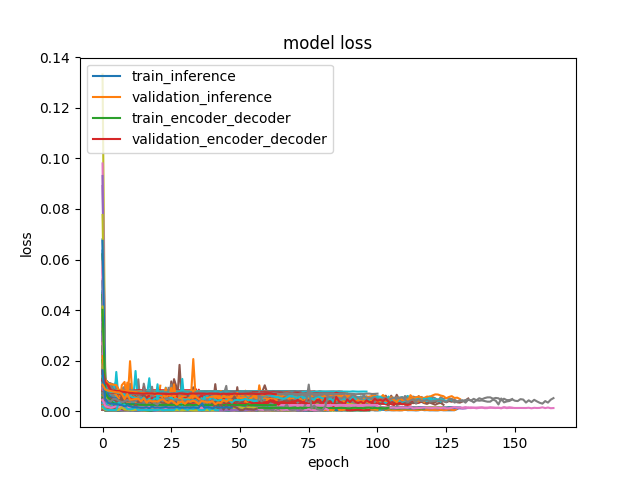 model loss
train_inference
validation_inference
train_encoder_decoder
validation_encoder_decoder
0.14
0.12
0.10
0.08
0.06
0.04
0.02
0.00
loss
0 25 50 75 100 125 150
epoch